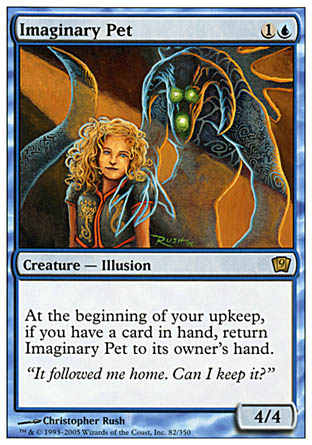 Imaginary Pet 1
RUSH
Creature — Illusion
9
At the beginning of your upkeep,
if you have a card in hand, return
Imaginary Pet to its owner's hand.
“It followed me home. Can I keep it?”
Christopher Rush
™ & © 1993–2005 Wizards of the Coast, Inc. 82/350
4/4